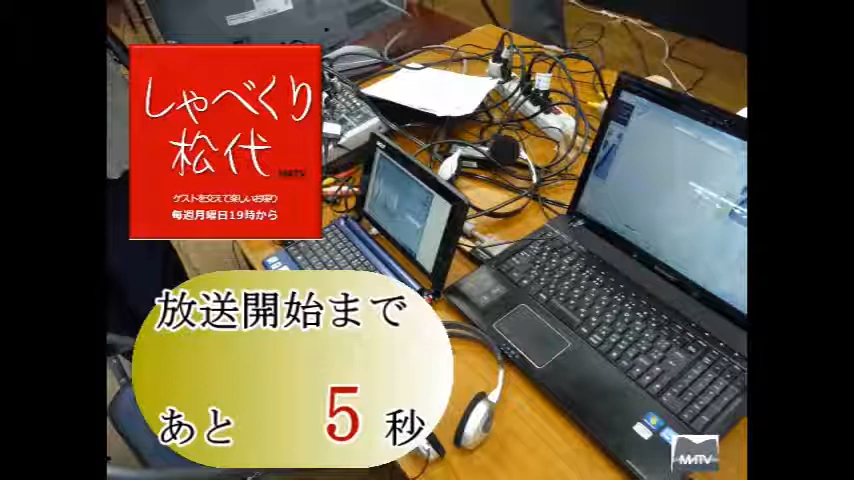 しゃべくり
松代
MATV
ゲストを交えて楽しいお喋り
毎週月曜日19時から
放送開始まで
あと 5 秒
MATV